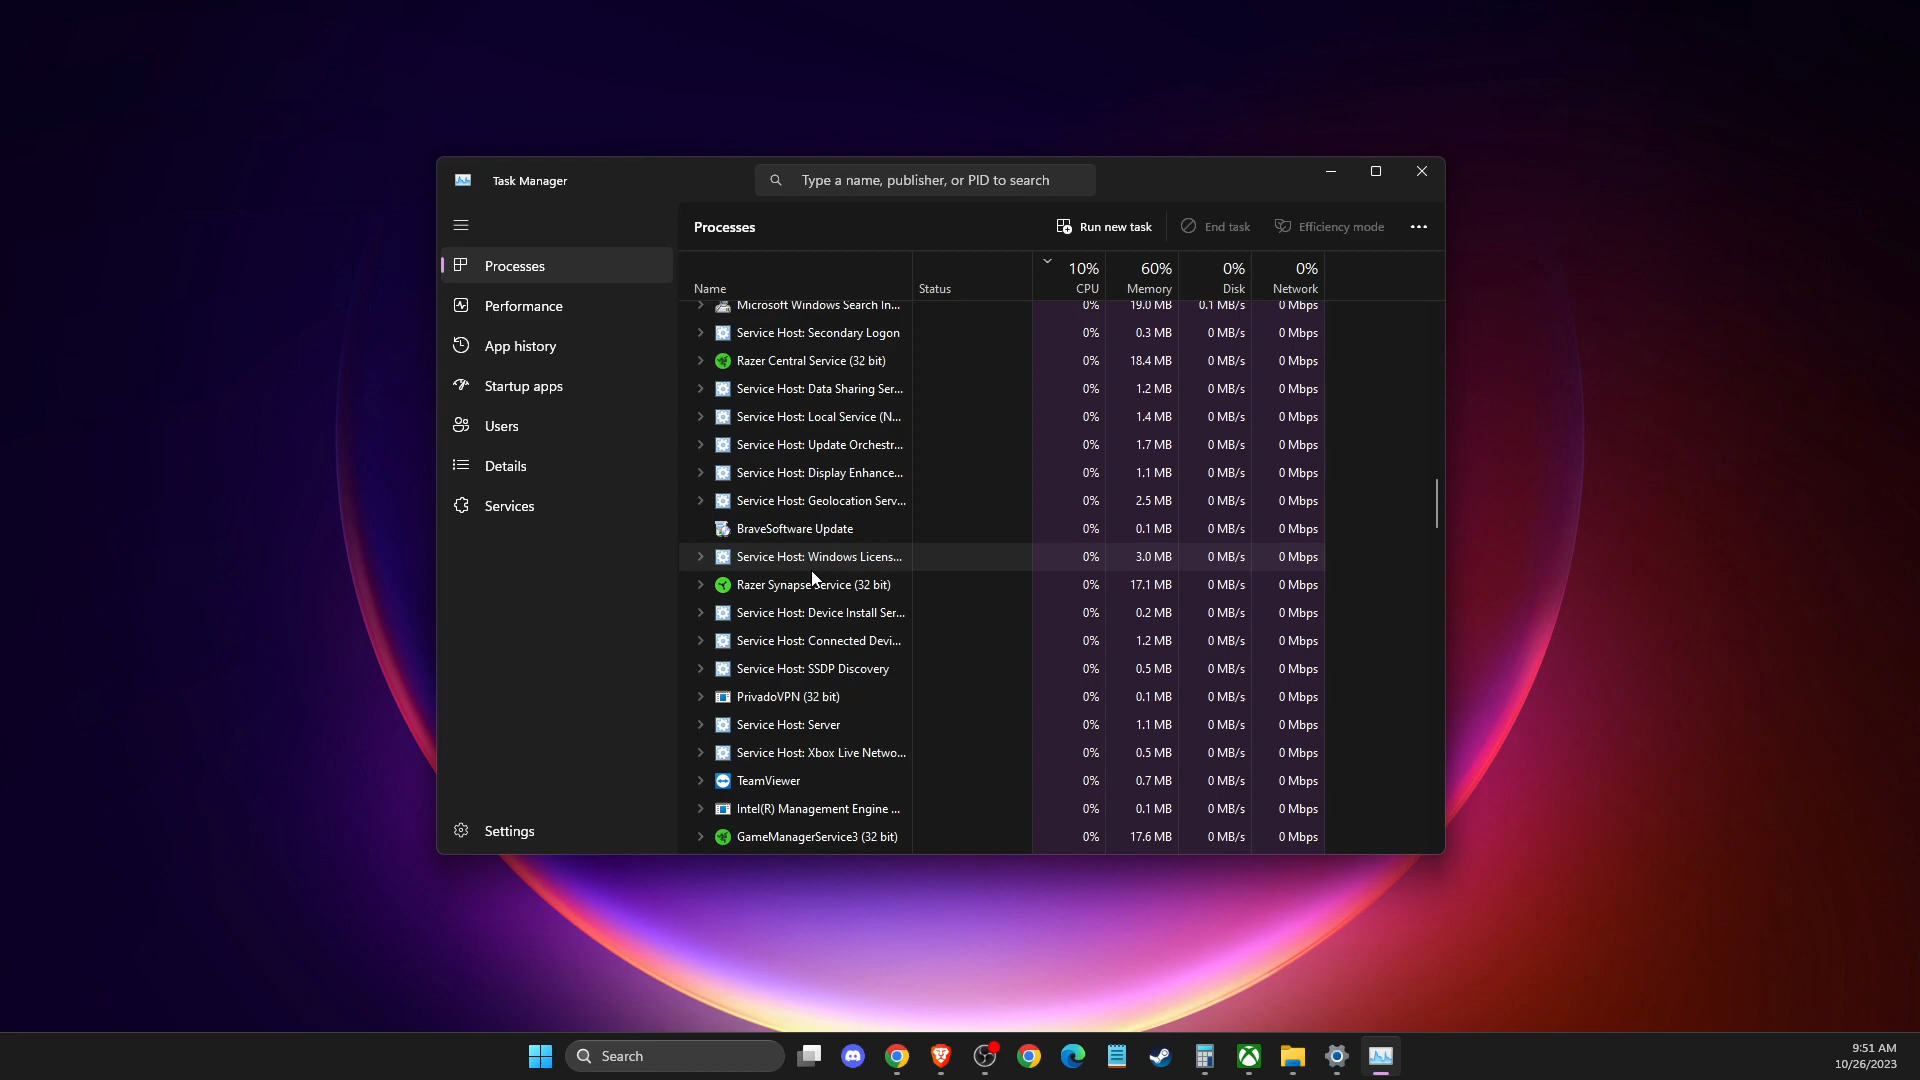 Task Manager
Type a name, publisher, or PID to search
Processes
Run new task
End task
Efficiency mode
Processes
Performance
App history
Startup apps
Users
Details
Services
Settings
10% 60% 0% 0%
Name Status CPU Memory Disk Network
Microsoft Windows Search In... 0% 19.0 MB 0.1 MB/s 0 Mbps
Service Host: Secondary Logon 0% 0.3 MB 0 MB/s 0 Mbps
Razer Central Service (32 bit) 0% 18.4 MB 0 MB/s 0 Mbps
Service Host: Data Sharing Ser... 0% 1.2 MB 0 MB/s 0 Mbps
Service Host: Local Service (N... 0% 1.4 MB 0 MB/s 0 Mbps
Service Host: Update Orchestr... 0% 1.7 MB 0 MB/s 0 Mbps
Service Host: Display Enhance... 0% 1.1 MB 0 MB/s 0 Mbps
Service Host: Geolocation Serv... 0% 2.5 MB 0 MB/s 0 Mbps
BraveSoftware Update 0% 0.1 MB 0 MB/s 0 Mbps
Service Host: Windows Licens... 0% 3.0 MB 0 MB/s 0 Mbps
Razer Synapse Service (32 bit) 0% 17.1 MB 0 MB/s 0 Mbps
Service Host: Device Install Ser... 0% 0.2 MB 0 MB/s 0 Mbps
Service Host: Connected Devi... 0% 1.2 MB 0 MB/s 0 Mbps
Service Host: SSDP Discovery 0% 0.5 MB 0 MB/s 0 Mbps
PrivadoVPN (32 bit) 0% 0.1 MB 0 MB/s 0 Mbps
Service Host: Server 0% 1.1 MB 0 MB/s 0 Mbps
Service Host: Xbox Live Netwo... 0% 0.5 MB 0 MB/s 0 Mbps
TeamViewer 0% 0.7 MB 0 MB/s 0 Mbps
Intel(R) Management Engine ... 0% 0.1 MB 0 MB/s 0 Mbps
GameManagerService3 (32 bit) 0% 17.6 MB 0 MB/s 0 Mbps
Search
9:51 AM
10/26/2023